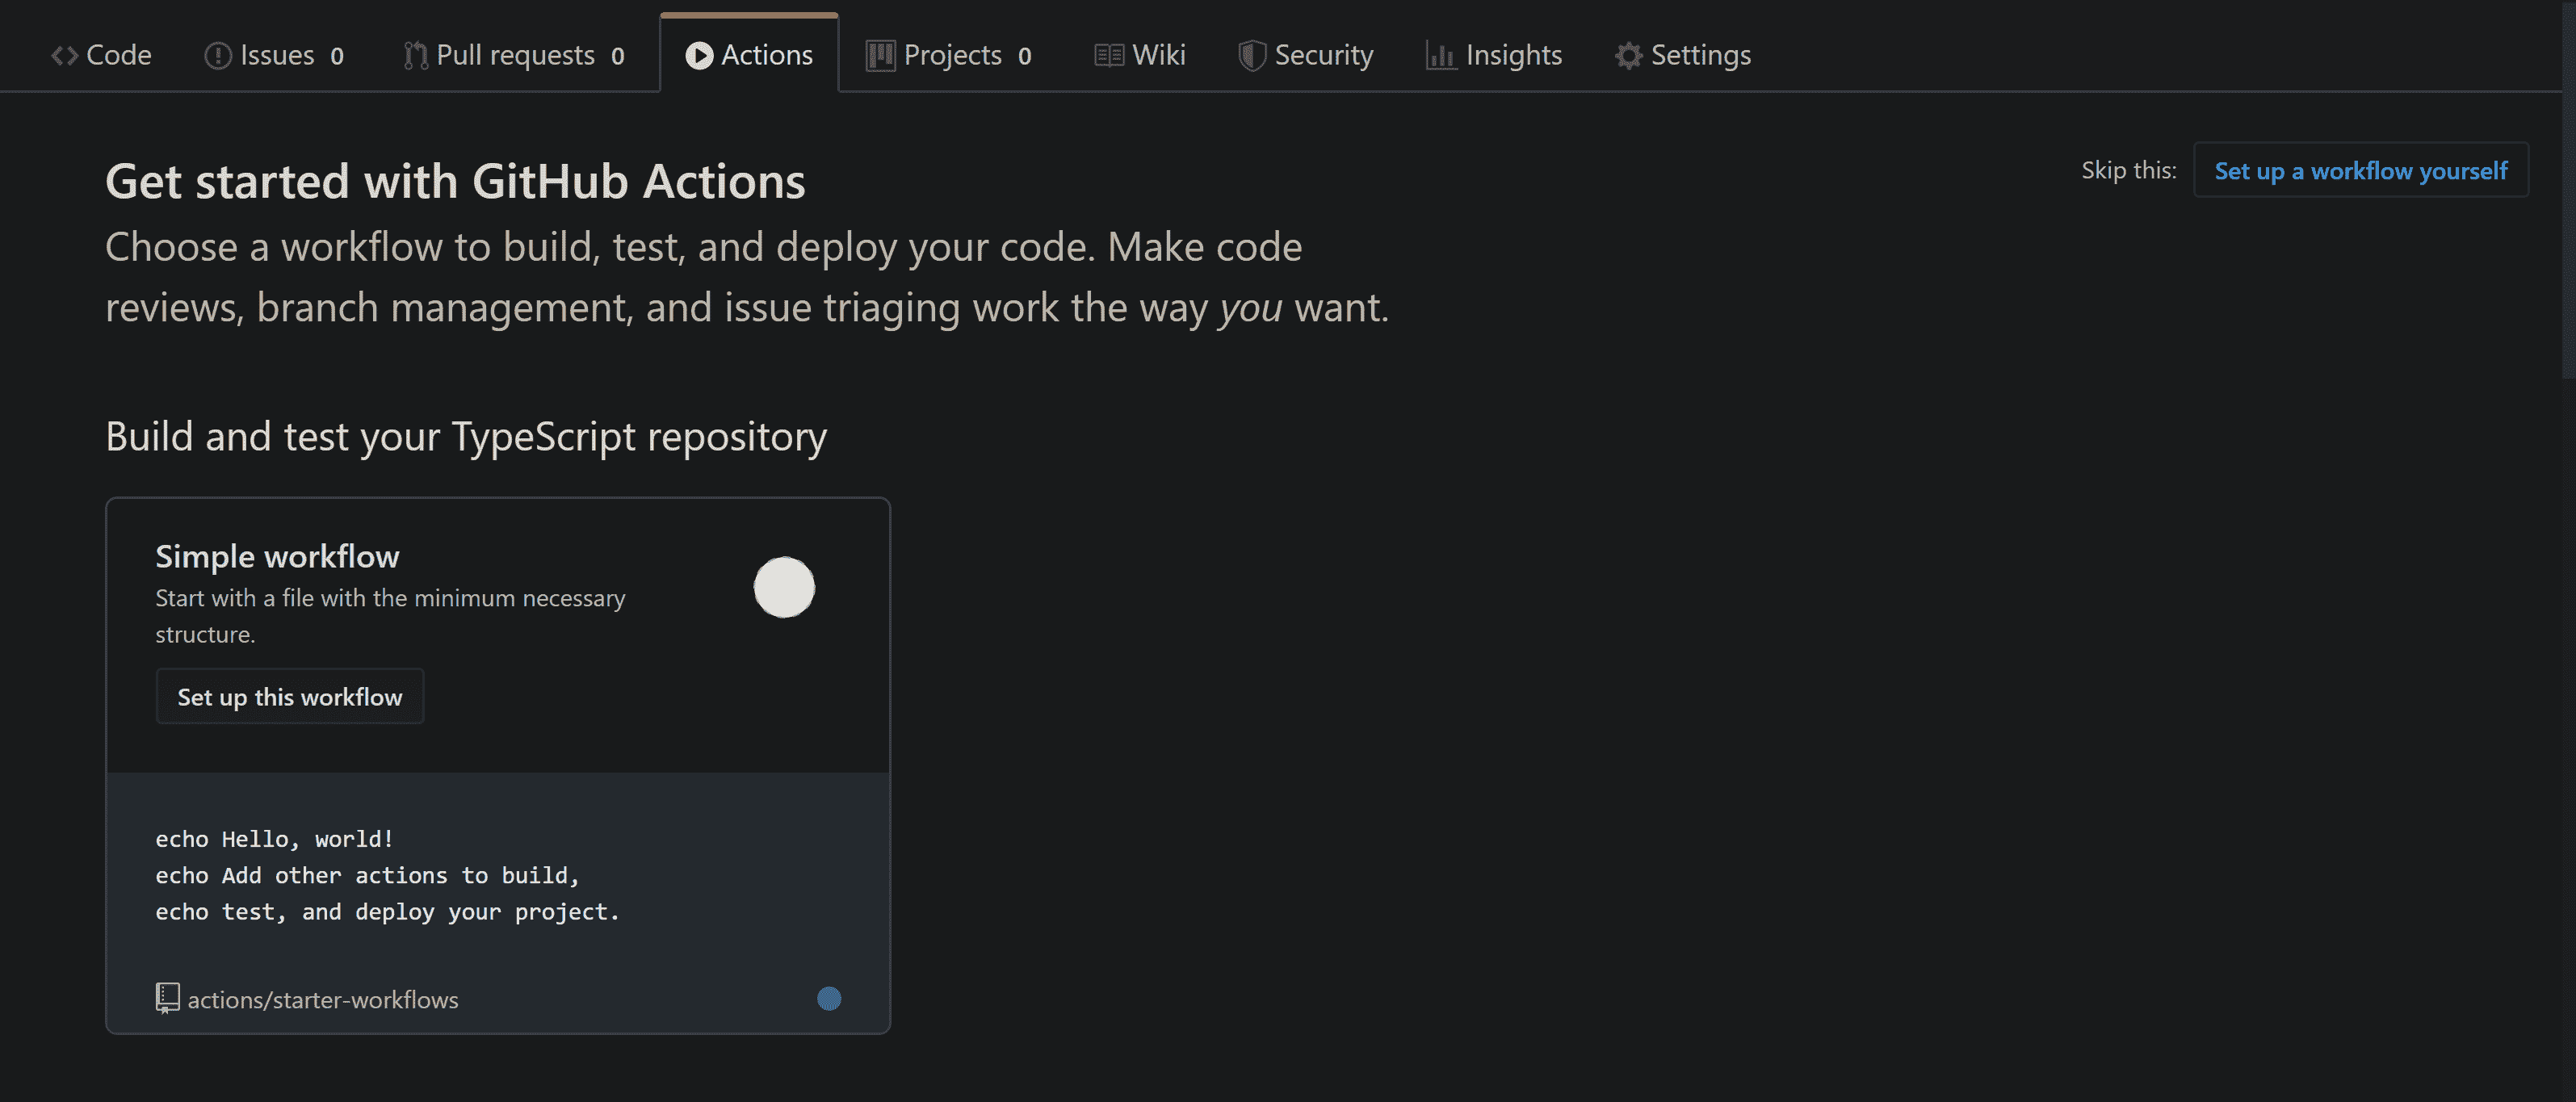 Code Issues 0 Pull requests 0 Actions Projects 0 Wiki Security Insights Settings
Get started with GitHub Actions
Skip this: Set up a workflow yourself
Choose a workflow to build, test, and deploy your code. Make code
reviews, branch management, and issue triaging work the way you want.
Build and test your TypeScript repository
Simple workflow
Start with a file with the minimum necessary
structure.
Set up this workflow
echo Hello, world!
echo Add other actions to build,
echo test, and deploy your project.
actions/starter-workflows